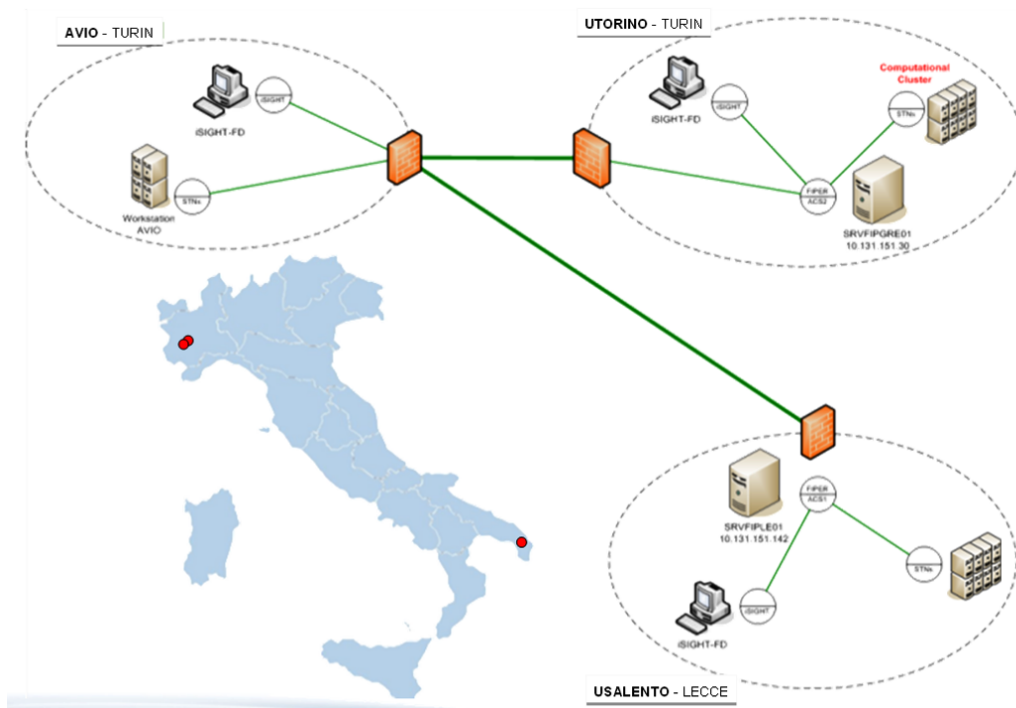 AVIO - TURIN
iSIGHT
iSIGHT-FD
STNs
Workstation
AVIO
UTORINO - TURIN
Computational
Cluster
iSIGHT
iSIGHT-FD
STNs
FIPER
ACS2
SRVFIPGRE01
10.131.151.30
FIPER
ACS1
SRVFIPLE01
10.131.151.142
STNs
iSIGHT
iSIGHT-FD
USALENTO - LECCE